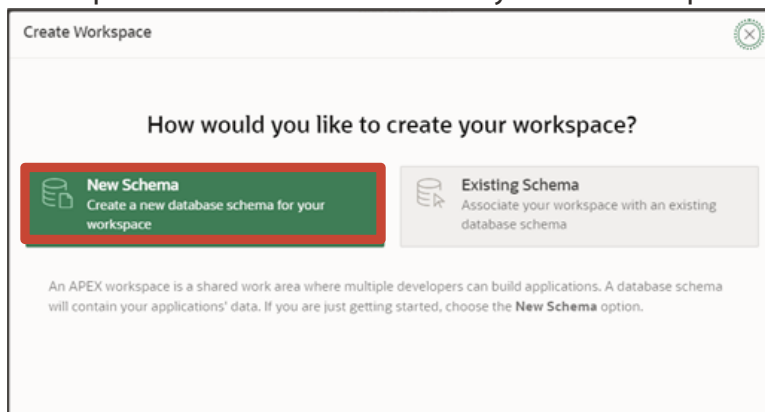 Create Workspace
How would you like to create your workspace?
New Schema
Create a new database schema for your
workspace
Existing Schema
Associate your workspace with an existing
database schema
An APEX workspace is a shared work area where multiple developers can build applications. A database schema
will contain your applications' data. If you are just getting started, choose the New Schema option.